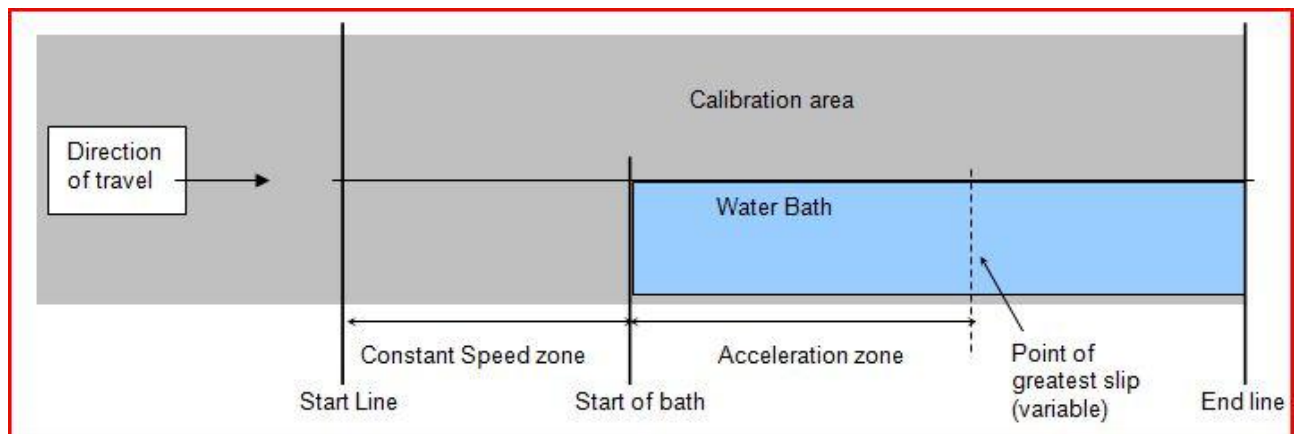 Calibration area
Direction
of travel
Water Bath
Constant Speed zone
Acceleration zone
Point of
greatest slip
(variable)
Start Line
Start of bath
End line